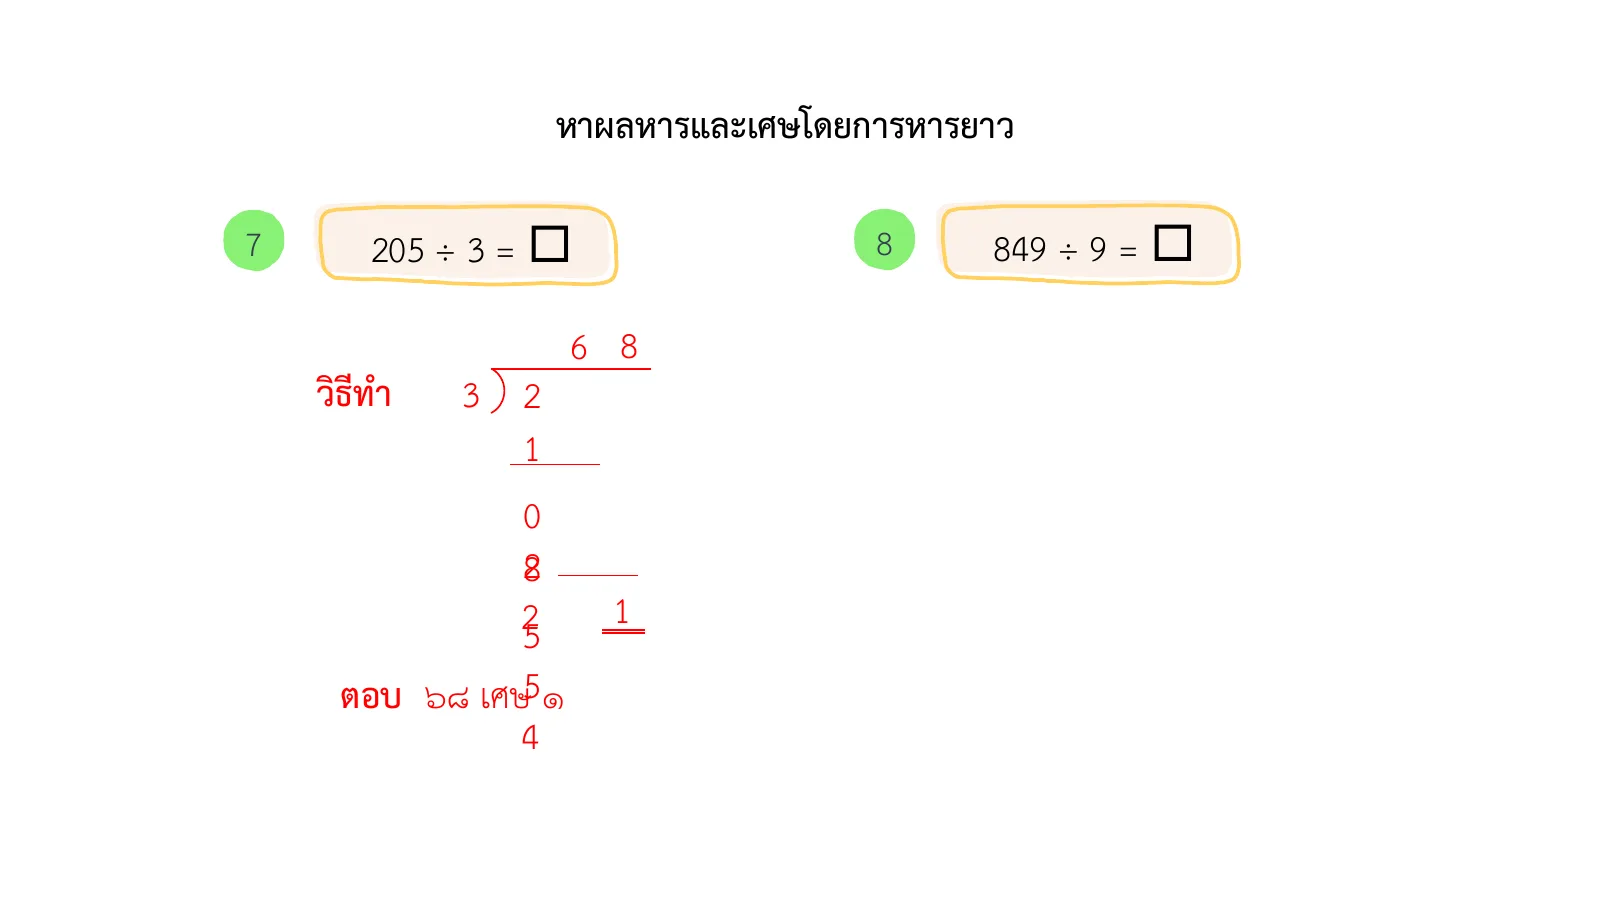 หาผลหารและเศษโดยการหารยาว
7
205 ÷ 3 = □
8
849 ÷ 9 = □
6 8
วิธีทำ 3 2
1
0
8
2
2 1
5
5
ตอบ ๖๘ เศษ ๑
4